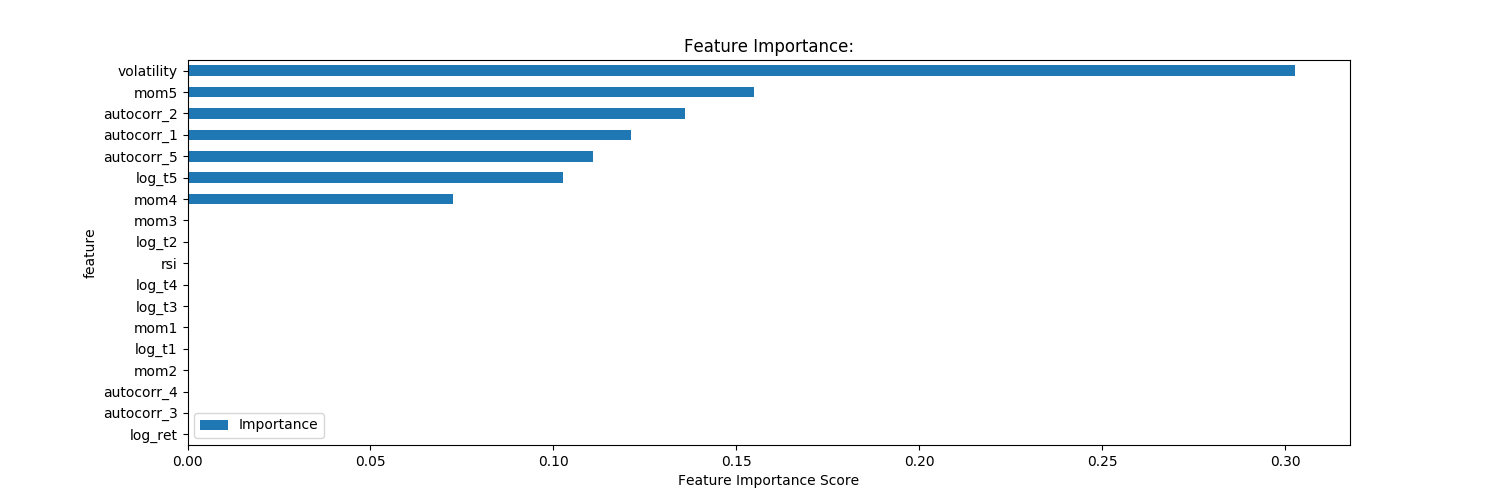 Feature Importance:
volatility
mom5
autocorr_2
autocorr_1
autocorr_5
log_t5
mom4
mom3
log_t2
rsi
log_t4
log_t3
mom1
log_t1
mom2
autocorr_4
autocorr_3
log_ret
feature
Importance
0.00 0.05 0.10 0.15 0.20 0.25 0.30
Feature Importance Score